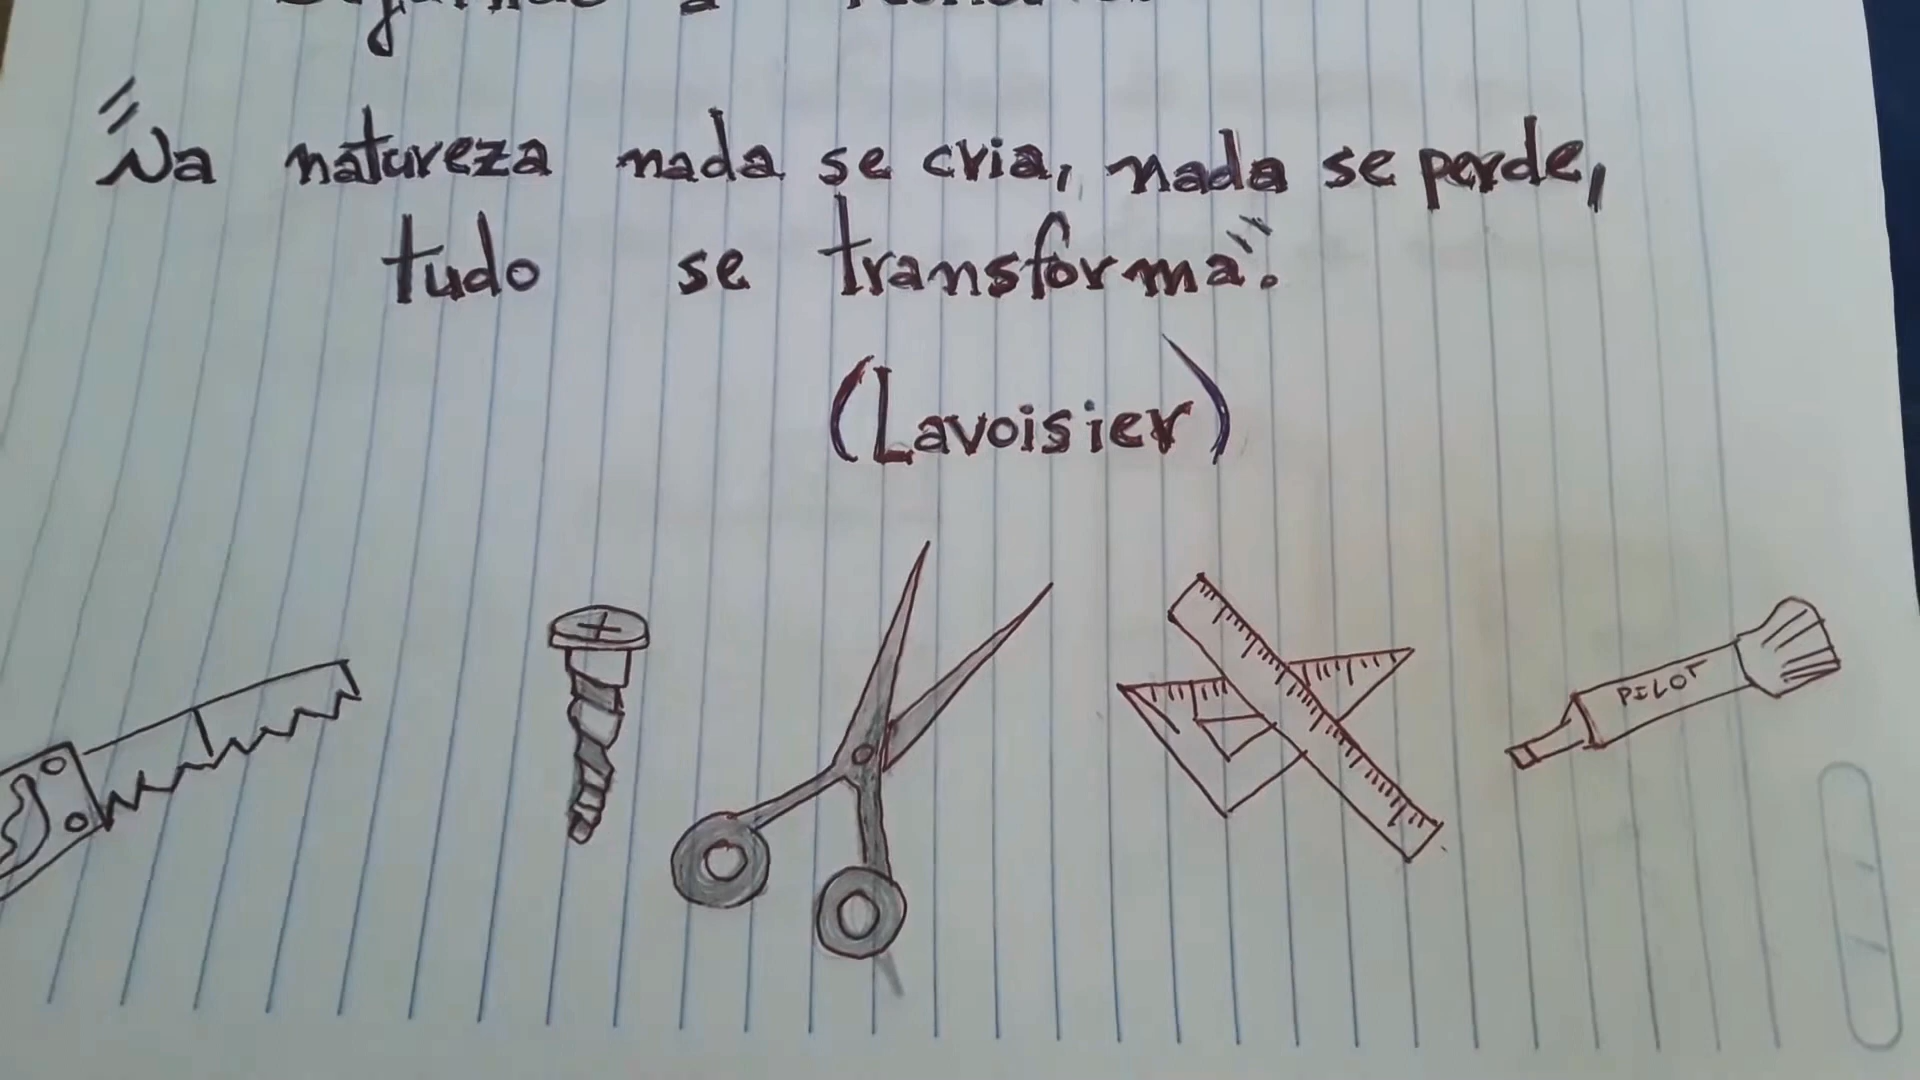 a
"Na natureza nada se cria, nada se perde,
tudo se transforma".
(Lavoisier)
PILOT